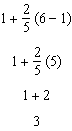 1 + 2/5 (6 − 1)
1 + 2/5 (5)
1 + 2
3